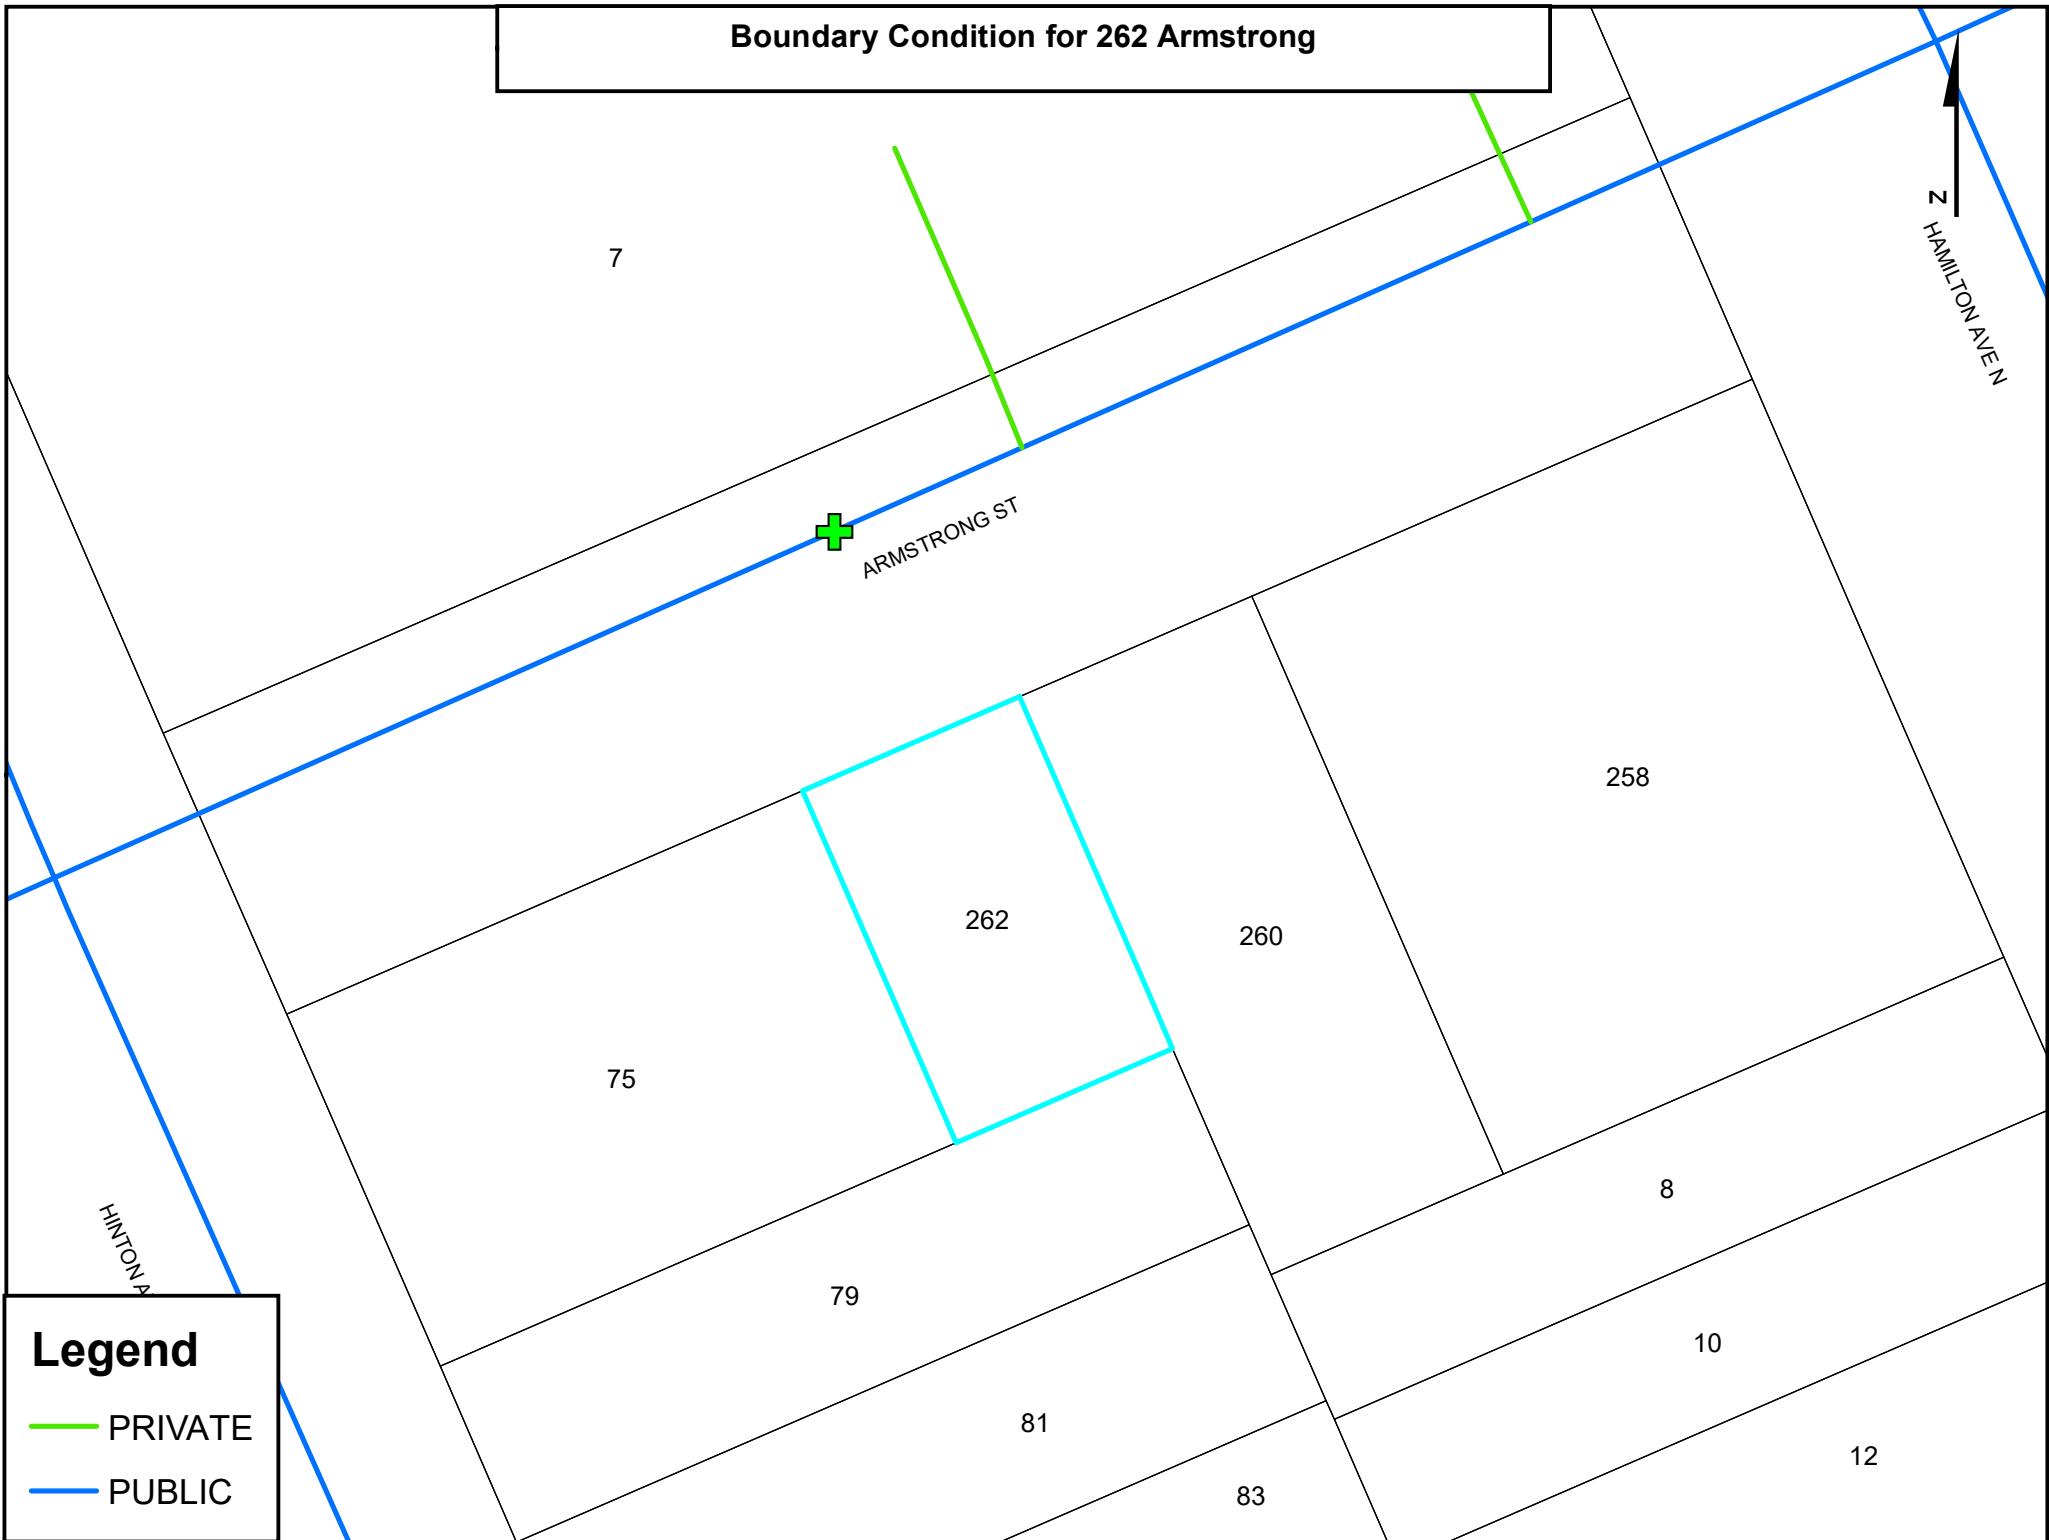 Boundary Condition for 262 Armstrong
7
N
HAMILTON AVE N
ARMSTRONG ST
258
262
260
75
8
HINTON A
79
10
81
12
83
Legend
PRIVATE
PUBLIC